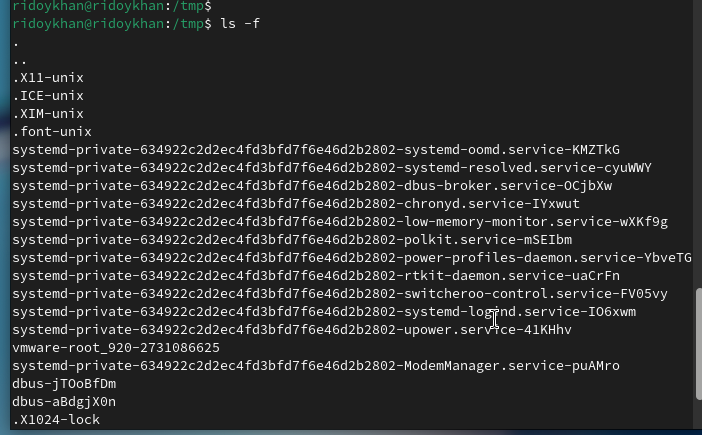 ridoykhan@ridoykhan:/tmp$
ridoykhan@ridoykhan:/tmp$ ls -f
.
..
.X11-unix
.ICE-unix
.XIM-unix
.font-unix
systemd-private-634922c2d2ec4fd3bfd7f6e46d2b2802-systemd-oomd.service-KMZTkG
systemd-private-634922c2d2ec4fd3bfd7f6e46d2b2802-systemd-resolved.service-cyuWWY
systemd-private-634922c2d2ec4fd3bfd7f6e46d2b2802-dbus-broker.service-OCjbXw
systemd-private-634922c2d2ec4fd3bfd7f6e46d2b2802-chronyd.service-IYxwut
systemd-private-634922c2d2ec4fd3bfd7f6e46d2b2802-low-memory-monitor.service-wXKf9g
systemd-private-634922c2d2ec4fd3bfd7f6e46d2b2802-polkit.service-mSEIbm
systemd-private-634922c2d2ec4fd3bfd7f6e46d2b2802-power-profiles-daemon.service-YbveTG
systemd-private-634922c2d2ec4fd3bfd7f6e46d2b2802-rtkit-daemon.service-uaCrFn
systemd-private-634922c2d2ec4fd3bfd7f6e46d2b2802-switcheroo-control.service-FV05vy
systemd-private-634922c2d2ec4fd3bfd7f6e46d2b2802-systemd-logind.service-IO6xwm
systemd-private-634922c2d2ec4fd3bfd7f6e46d2b2802-upower.service-41KHhv
vmware-root_920-2731086625
systemd-private-634922c2d2ec4fd3bfd7f6e46d2b2802-ModemManager.service-puAMro
dbus-jTOoBfDm
dbus-aBdgjX0n
.X1024-lock